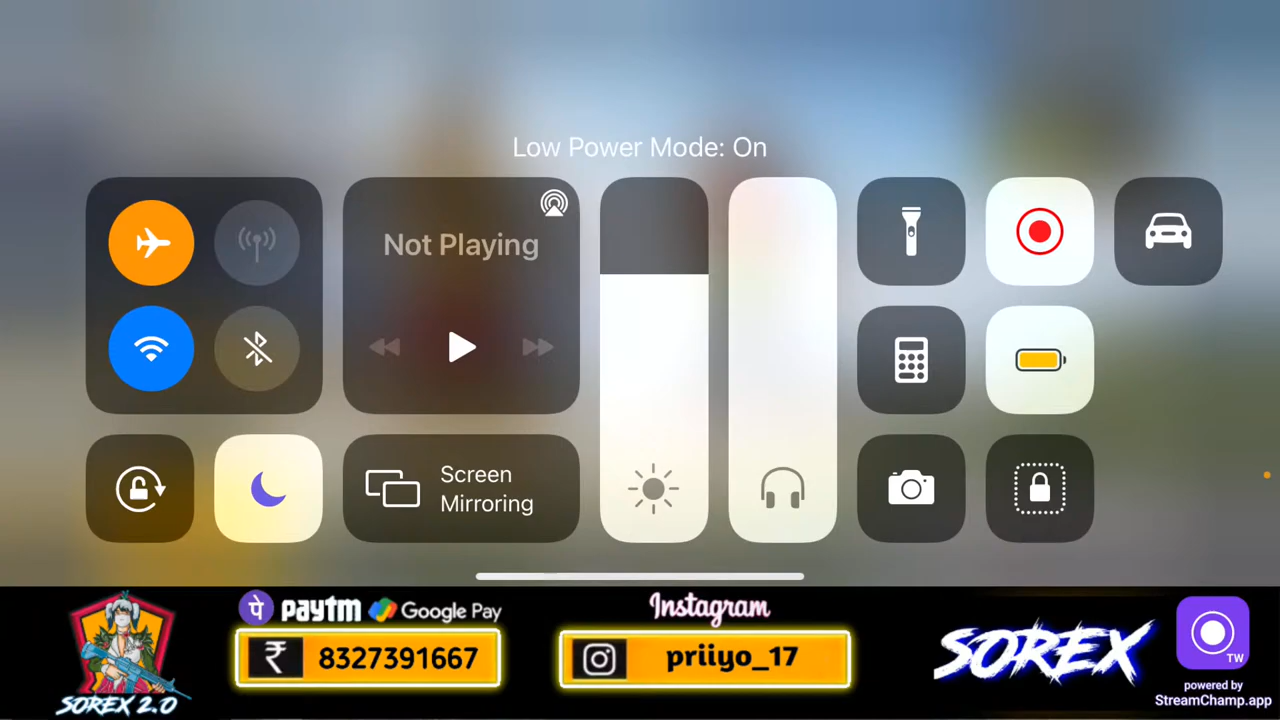 Low Power Mode: On
Not Playing
Screen
Mirroring
पे paytm Google Pay
₹ 8327391667
Instagram
priiyo_17
SOREX
SOREX 2.0
TW
powered by
StreamChamp.app